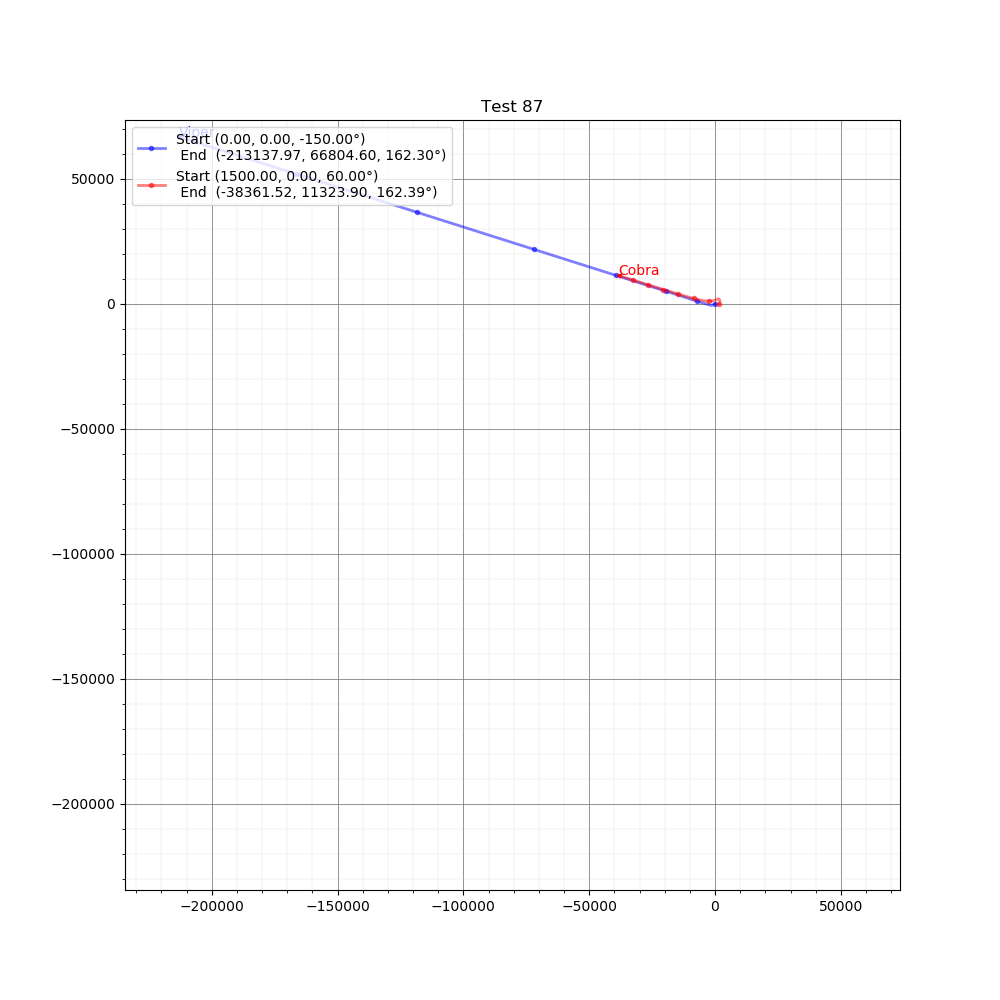 Test 87
Viper
Start (0.00, 0.00, -150.00°)
End (-213137.97, 66804.60, 162.30°)
Start (1500.00, 0.00, 60.00°)
End (-38361.52, 11323.90, 162.39°)
Cobra
50000
0
−50000
−100000
−150000
−200000
−200000 −150000 −100000 −50000 0 50000